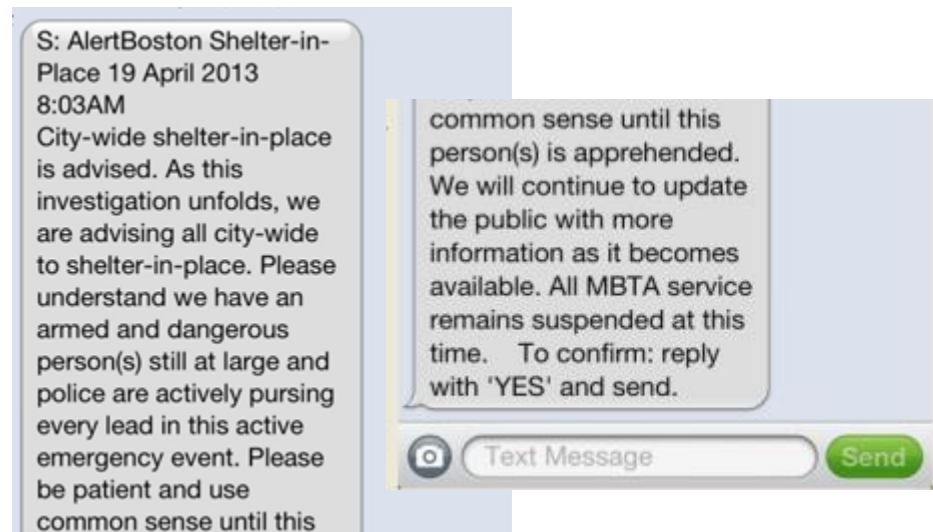 S: AlertBoston Shelter-in-
Place 19 April 2013
8:03AM
City-wide shelter-in-place
is advised. As this
investigation unfolds, we
are advising all city-wide
to shelter-in-place. Please
understand we have an
armed and dangerous
person(s) still at large and
police are actively pursing
every lead in this active
emergency event. Please
be patient and use
common sense until this
common sense until this
person(s) is apprehended.
We will continue to update
the public with more
information as it becomes
available. All MBTA service
remains suspended at this
time. To confirm: reply
with 'YES' and send.
Text Message
Send